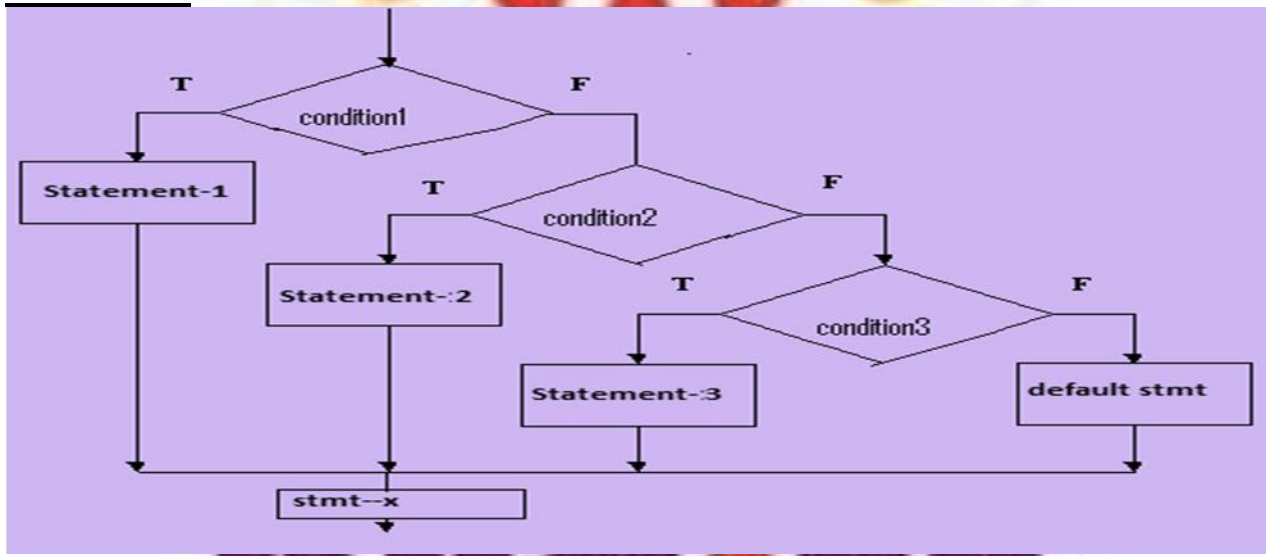 T
F
condition1
Statement-1
T
F
condition2
Statement-:2
T
F
condition3
Statement-:3
default stmt
stmt--x